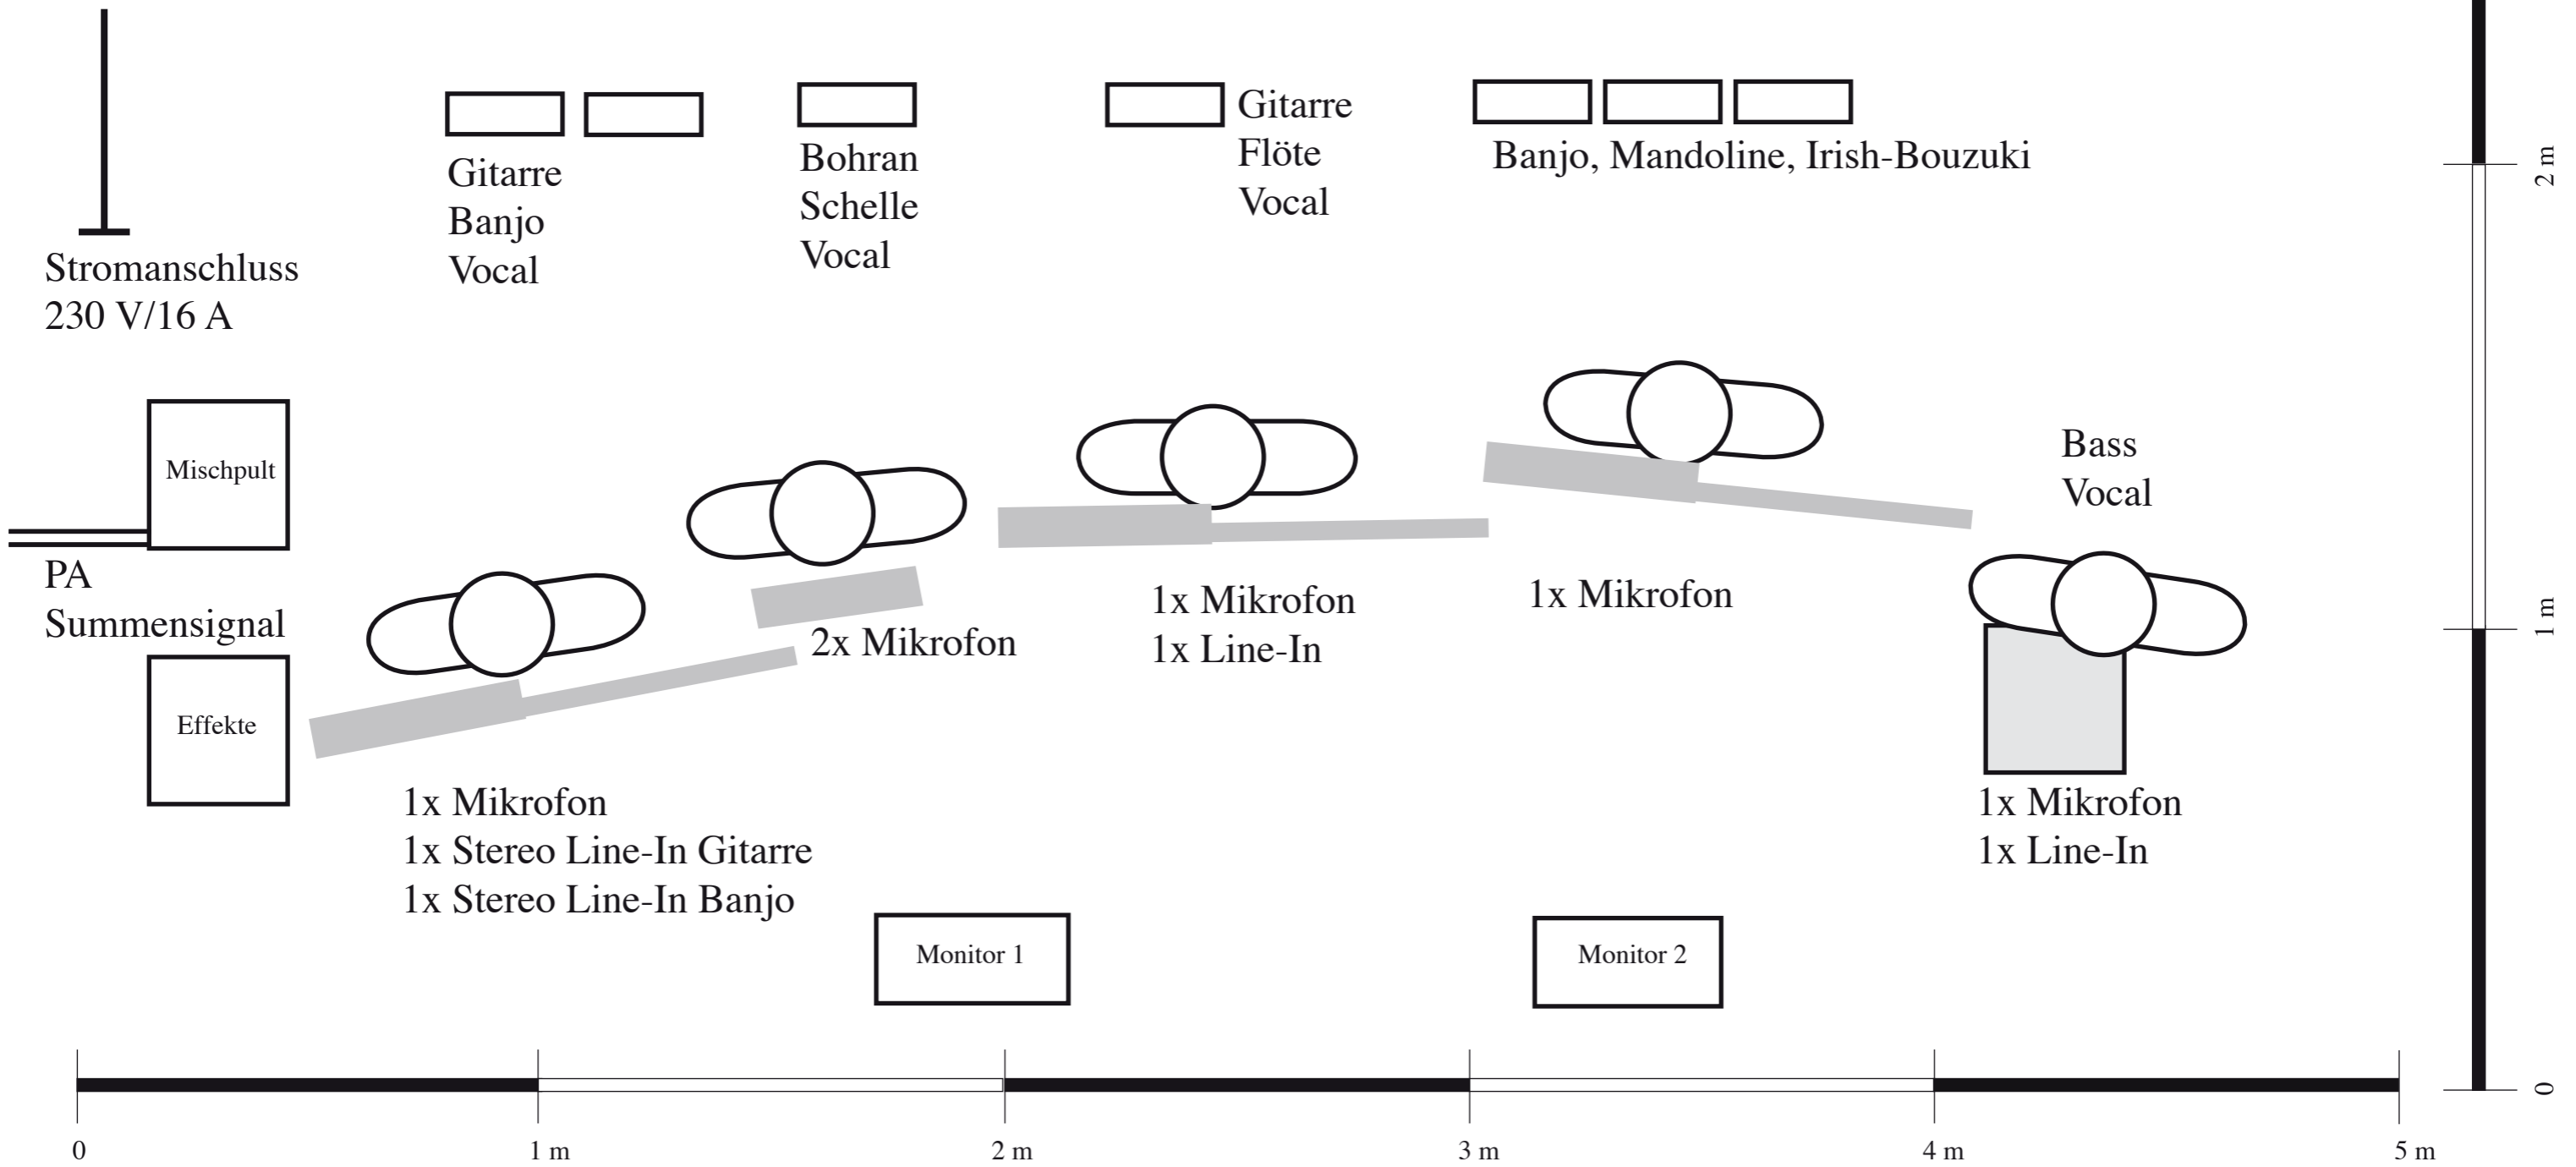 Stromanschluss
230 V/16 A
Gitarre
Banjo
Vocal
Bohran
Schelle
Vocal
Gitarre
Flöte
Vocal
Banjo, Mandoline, Irish-Bouzuki
2 m
Mischpult
PA
Summensignal
Effekte
2x Mikrofon
1x Mikrofon
1x Line-In
1x Mikrofon
Bass
Vocal
1 m
1x Mikrofon
1x Stereo Line-In Gitarre
1x Stereo Line-In Banjo
1x Mikrofon
1x Line-In
Monitor 1
Monitor 2
0
0
1 m
2 m
3 m
4 m
5 m